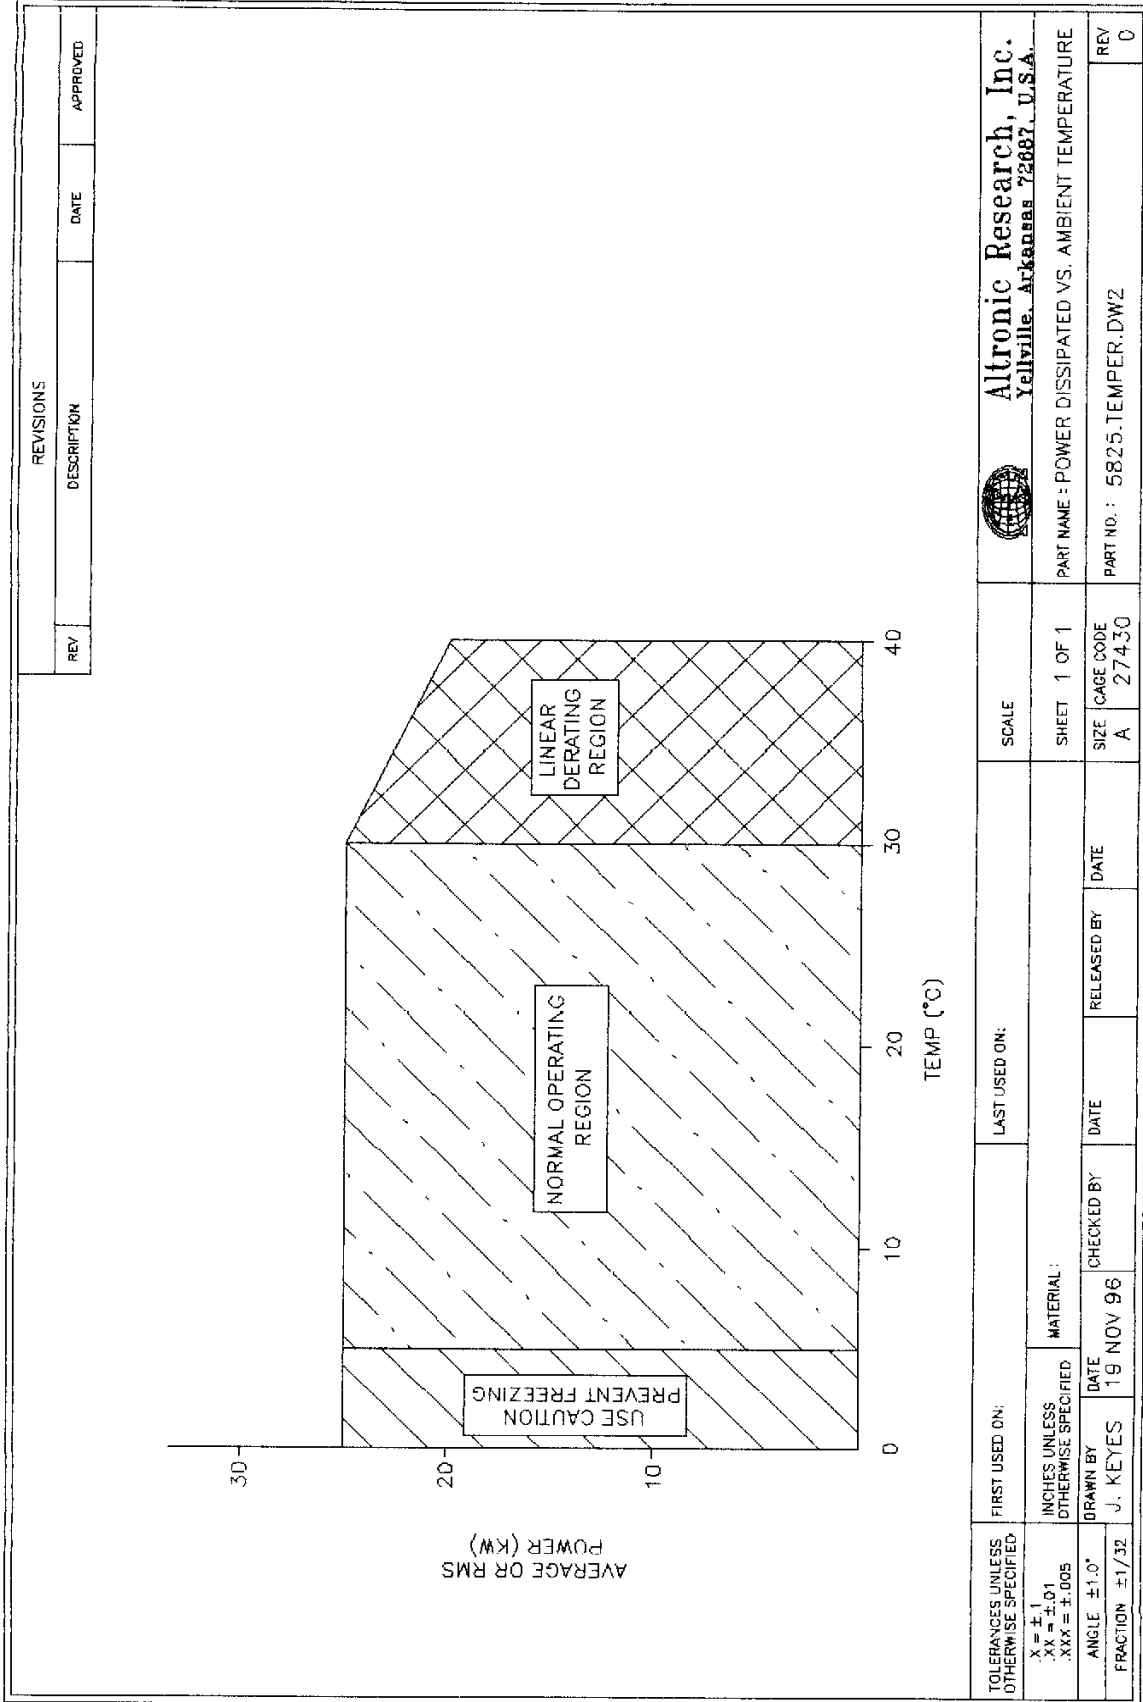 REVISIONS
REV
DESCRIPTION
DATE
APPROVED
AVERAGE OR RMS
POWER (KW)
30
20
10
USE CAUTION
PREVENT FREEZING
NORMAL OPERATING
REGION
LINEAR
DERATING
REGION
0
10
20
30
40
TEMP (°C)
TOLERANCES UNLESS
OTHERWISE SPECIFIED
.X = ±.1
.XX = ±.01
.XXX = ±.005
ANGLE ±1.0°
FRACTION ±1/32
FIRST USED ON:
LAST USED ON:
SCALE
INCHES UNLESS
OTHERWISE SPECIFIED
MATERIAL:
SHEET 1 OF 1
DRAWN BY
J. KEYES
DATE
19 NOV 96
CHECKED BY
DATE
RELEASED BY
DATE
SIZE
A
CAGE CODE
27430
Altronic Research, Inc.
Yellville, Arkansas 72687, U.S.A.
PART NAME: POWER DISSIPATED VS. AMBIENT TEMPERATURE
PART NO.: 5825.TEMPER.DW2
REV
0